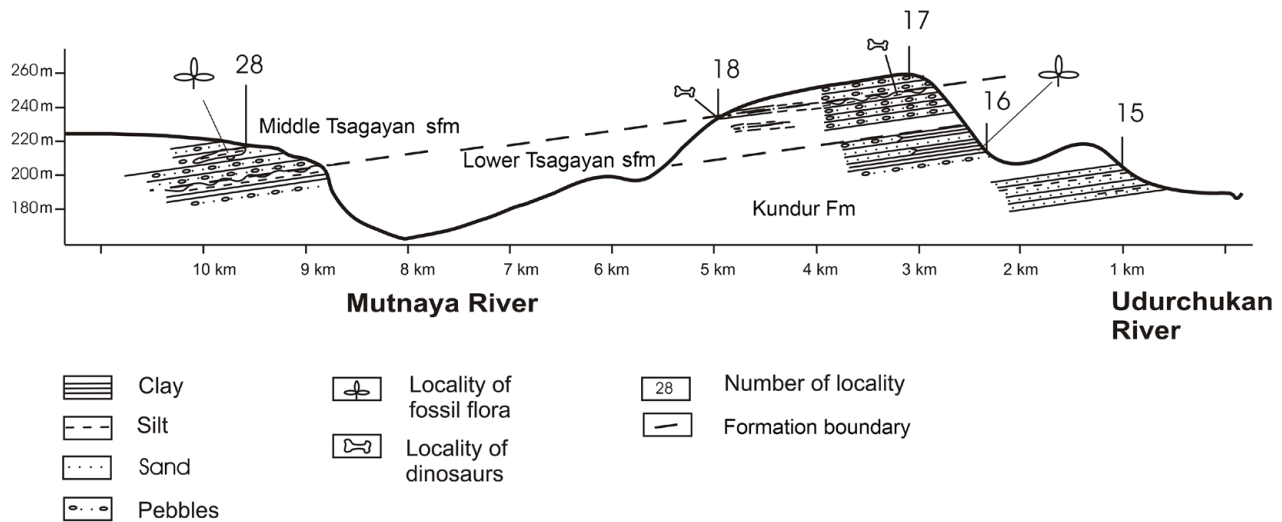 17
260m
28
18
240m
16
15
Middle Tsagayan sfm
220m
Lower Tsagayan sfm
200m
180m
Kundur Fm
10 km
9 km
8 km
7 km
6 km
5 km
4 km
3 km
2 km
1 km
Mutnaya River
Udurchukan
River
Clay
Silt
Sand
Pebbles
Locality of
fossil flora
Locality of
dinosaurs
28
Number of locality
Formation boundary